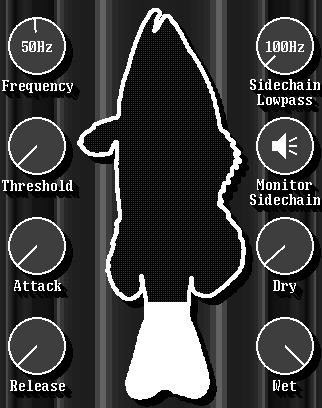 50Hz
Frequency
Threshold
Attack
Release
100Hz
Sidechain
Lowpass
Monitor
Sidechain
Dry
Wet